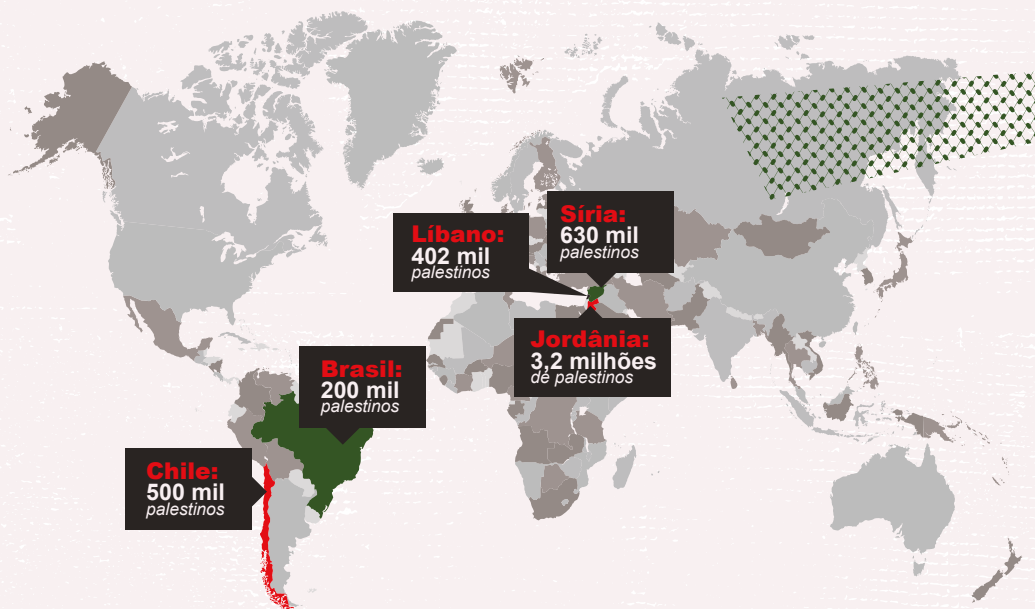 Síria:
630 mil
palestinos
Líbano:
402 mil
palestinos
Jordânia:
3,2 milhões
de palestinos
Brasil:
200 mil
palestinos
Chile:
500 mil
palestinos